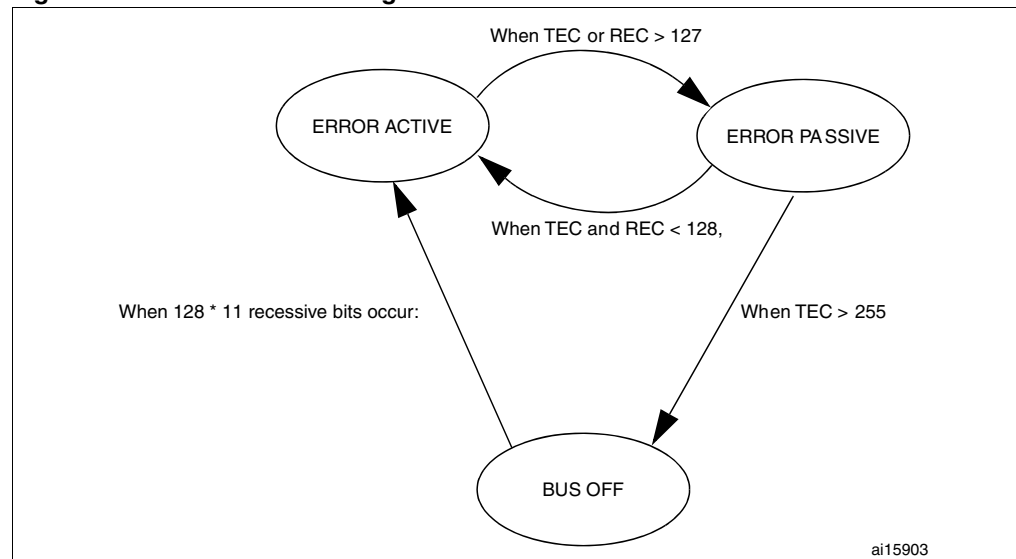 When TEC or REC > 127
ERROR ACTIVE
ERROR PASSIVE
When TEC and REC < 128,
When 128 * 11 recessive bits occur:
When TEC > 255
BUS OFF
ai15903